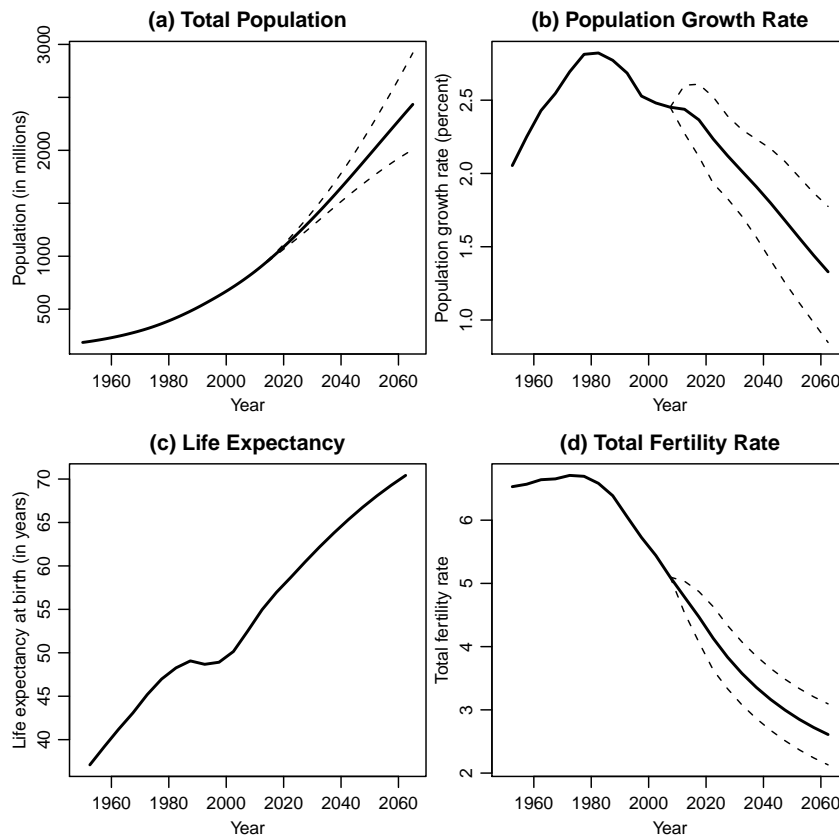 (a) Total Population
Population (in millions)
3000
2000
1000
500
1960 1980 2000 2020 2040 2060
Year
(b) Population Growth Rate
Population growth rate (percent)
2.5
2.0
1.5
1.0
1960 1980 2000 2020 2040 2060
Year
(c) Life Expectancy
Life expectancy at birth (in years)
70
65
60
55
50
45
40
1960 1980 2000 2020 2040 2060
Year
(d) Total Fertility Rate
Total fertility rate
6
5
4
3
2
1960 1980 2000 2020 2040 2060
Year